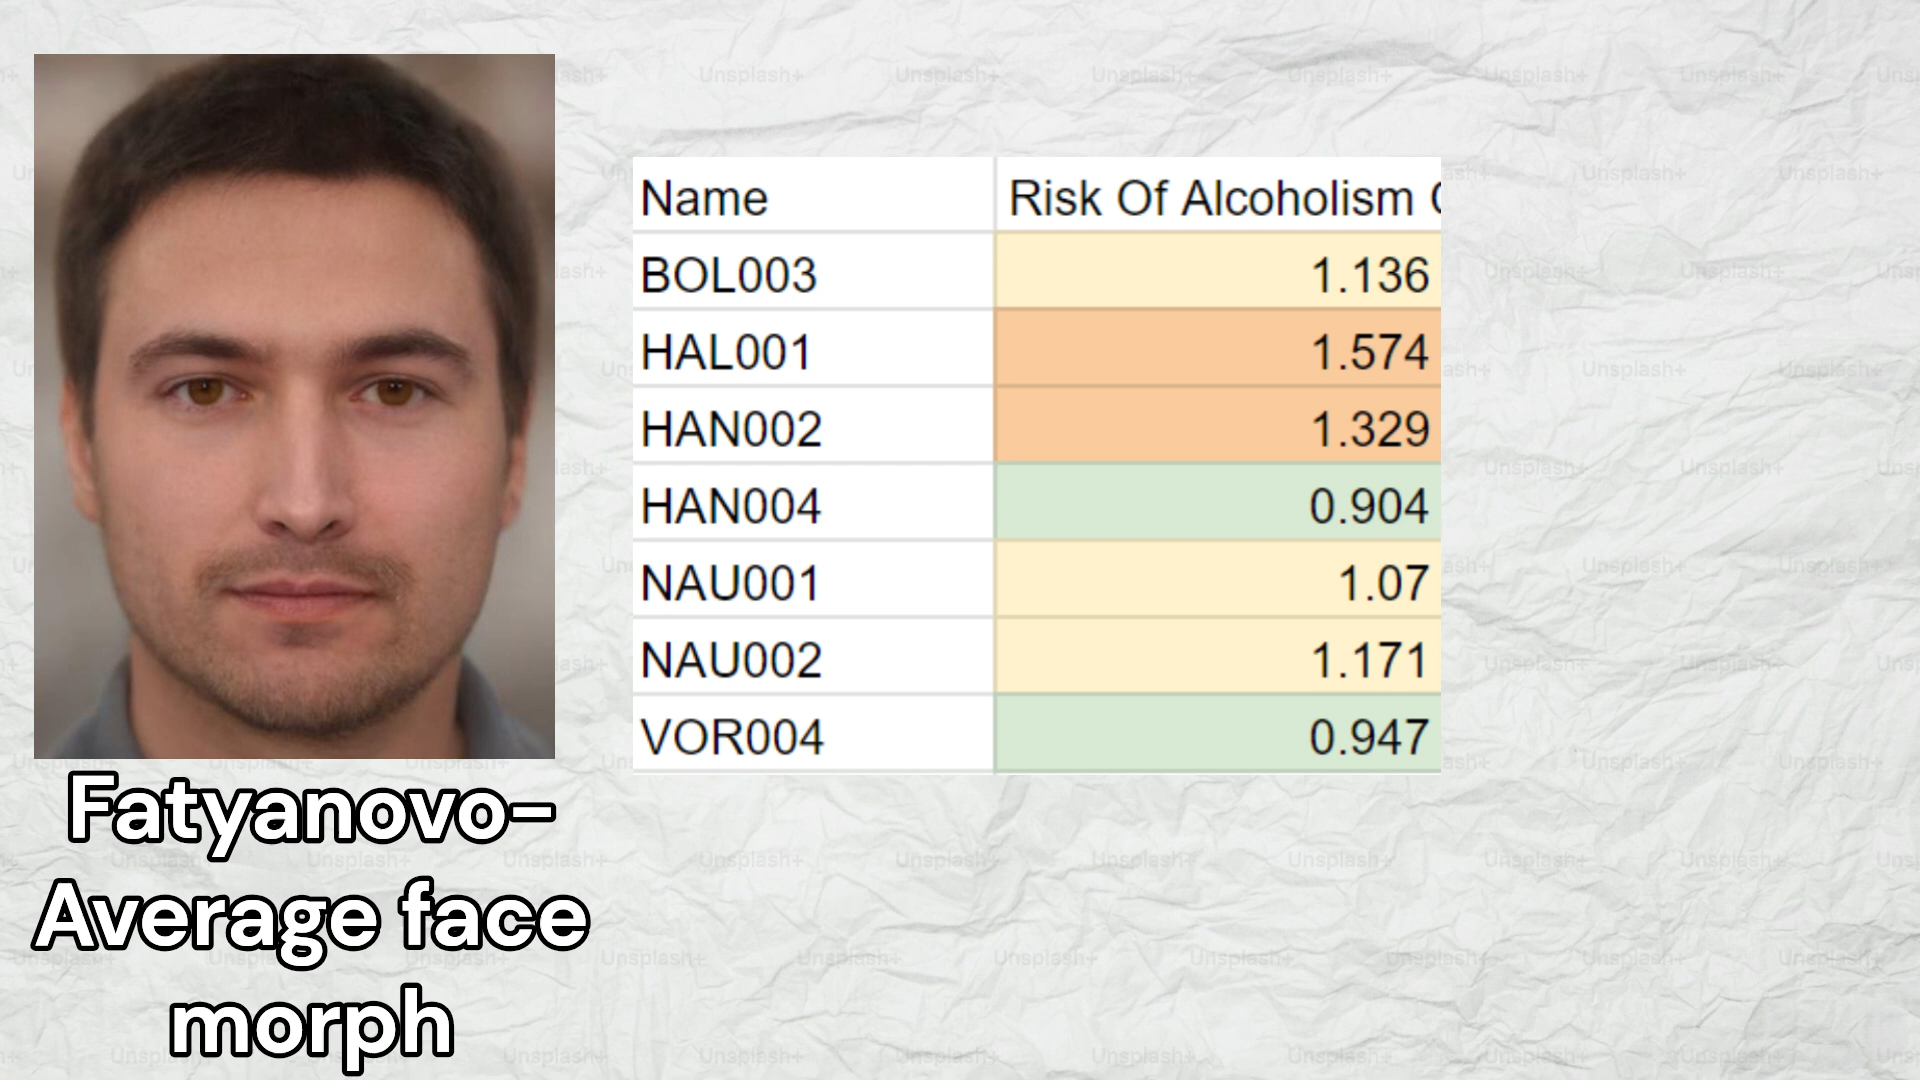 Name Risk Of Alcoholism
BOL003 1.136
HAL001 1.574
HAN002 1.329
HAN004 0.904
NAU001 1.07
NAU002 1.171
VOR004 0.947
Fatyanovo-
Average face
morph
Unsplash+